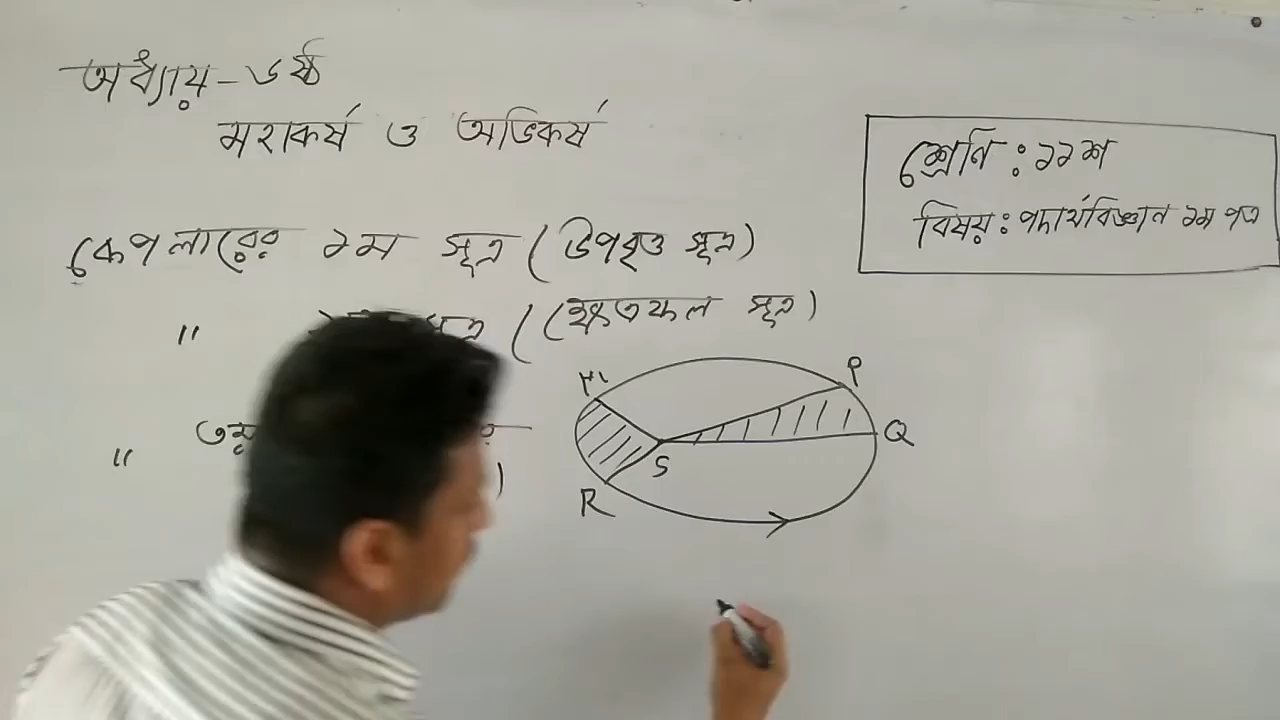 অধ্যায় - ৬ষ্ঠ
মহাকর্ষ ও অভিকর্ষ
শ্রেনি : ১১শ
বিষয় : পদার্থবিজ্ঞান ১ম পত্র
কেপলারের ১ম সূত্র (উপবৃত্ত সূত্র)
" সূত্র (ক্ষেত্রফল সূত্র)
"
P
Q
S
R